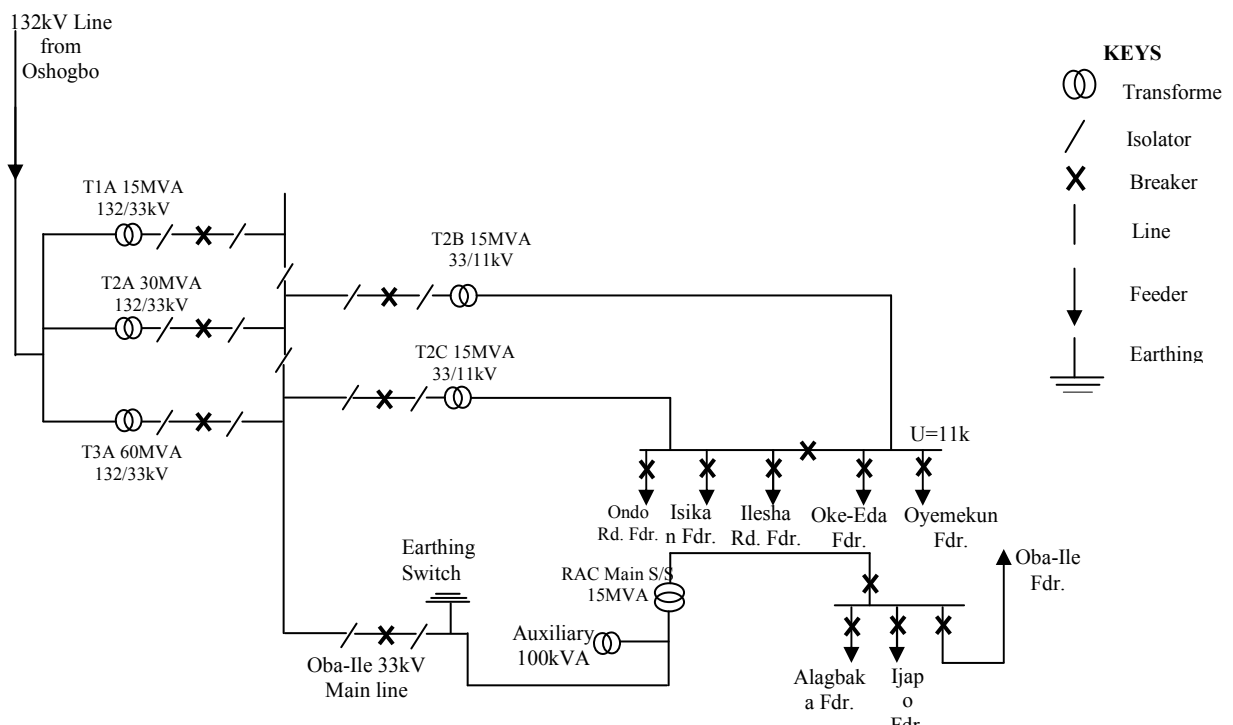 132kV Line
from
Oshogbo
KEYS
Transforme
Isolator
Breaker
Line
Feeder
Earthing
T1A 15MVA
132/33kV
T2A 30MVA
132/33kV
T3A 60MVA
132/33kV
T2B 15MVA
33/11kV
T2C 15MVA
33/11kV
U=11k
Ondo
Rd. Fdr.
Isika
n Fdr.
Ilesha
Rd. Fdr.
Oke-Eda
Fdr.
Oyemekun
Fdr.
Earthing
Switch
RAC Main S/S
15MVA
Oba-Ile
Fdr.
Auxiliary
100kVA
Oba-Ile 33kV
Main line
Alagbak
a Fdr.
Ijap
o
Fdr